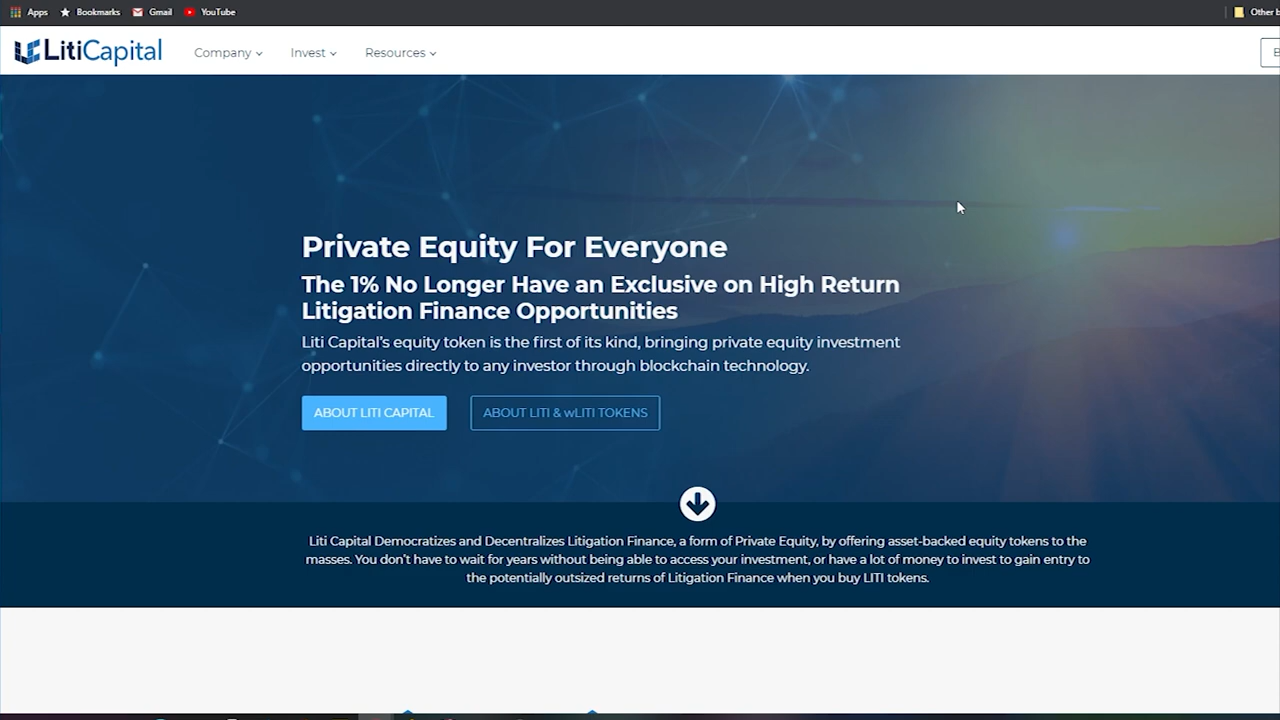 Apps Bookmarks Gmail YouTube Other b
LitiCapital Company Invest Resources
Private Equity For Everyone
The 1% No Longer Have an Exclusive on High Return
Litigation Finance Opportunities
Liti Capital's equity token is the first of its kind, bringing private equity investment
opportunities directly to any investor through blockchain technology.
ABOUT LITI CAPITAL ABOUT LITI & wLITI TOKENS
Liti Capital Democratizes and Decentralizes Litigation Finance, a form of Private Equity, by offering asset-backed equity tokens to the
masses. You don't have to wait for years without being able to access your investment, or have a lot of money to invest to gain entry to
the potentially outsized returns of Litigation Finance when you buy LITI tokens.